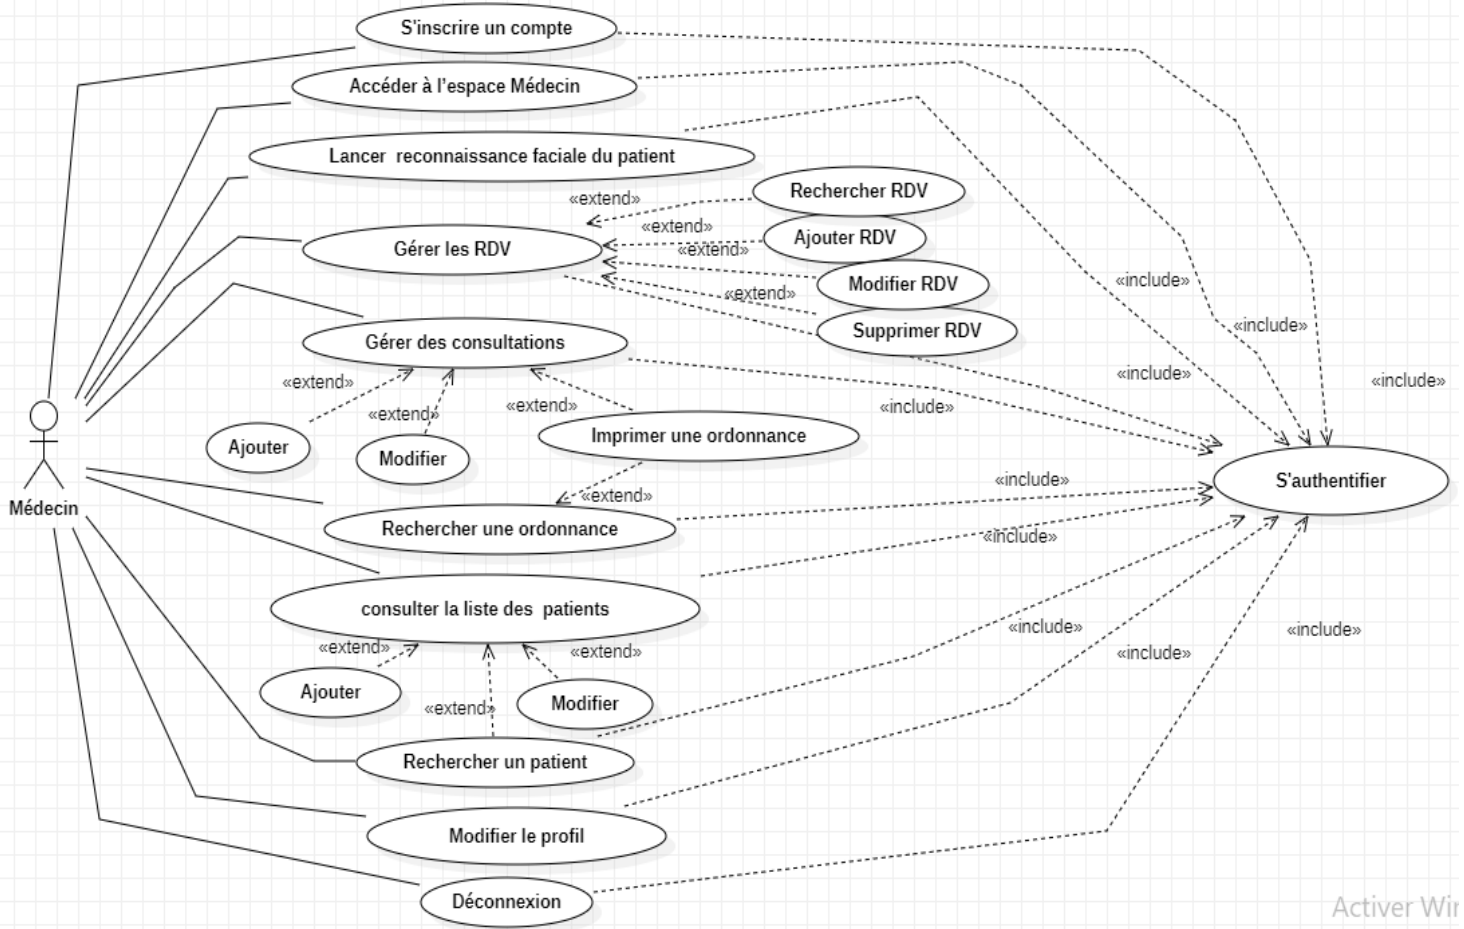 S'inscrire un compte
Accéder à l'espace Médecin
Lancer reconnaissance faciale du patient
Rechercher RDV
«extend»
«extend»
Ajouter RDV
Gérer les RDV
«extend»
Modifier RDV
«include»
«extend»
«include»
Supprimer RDV
Gérer des consultations
«include»
«include»
«extend»
«extend»
«extend»
«include»
Imprimer une ordonnance
Ajouter
Modifier
S'authentifier
«include»
«extend»
Médecin
Rechercher une ordonnance
«include»
consulter la liste des patients
«include»
«include»
«extend»
«extend»
«include»
Ajouter
Modifier
«extend»
Rechercher un patient
Modifier le profil
Déconnexion
Activer Win